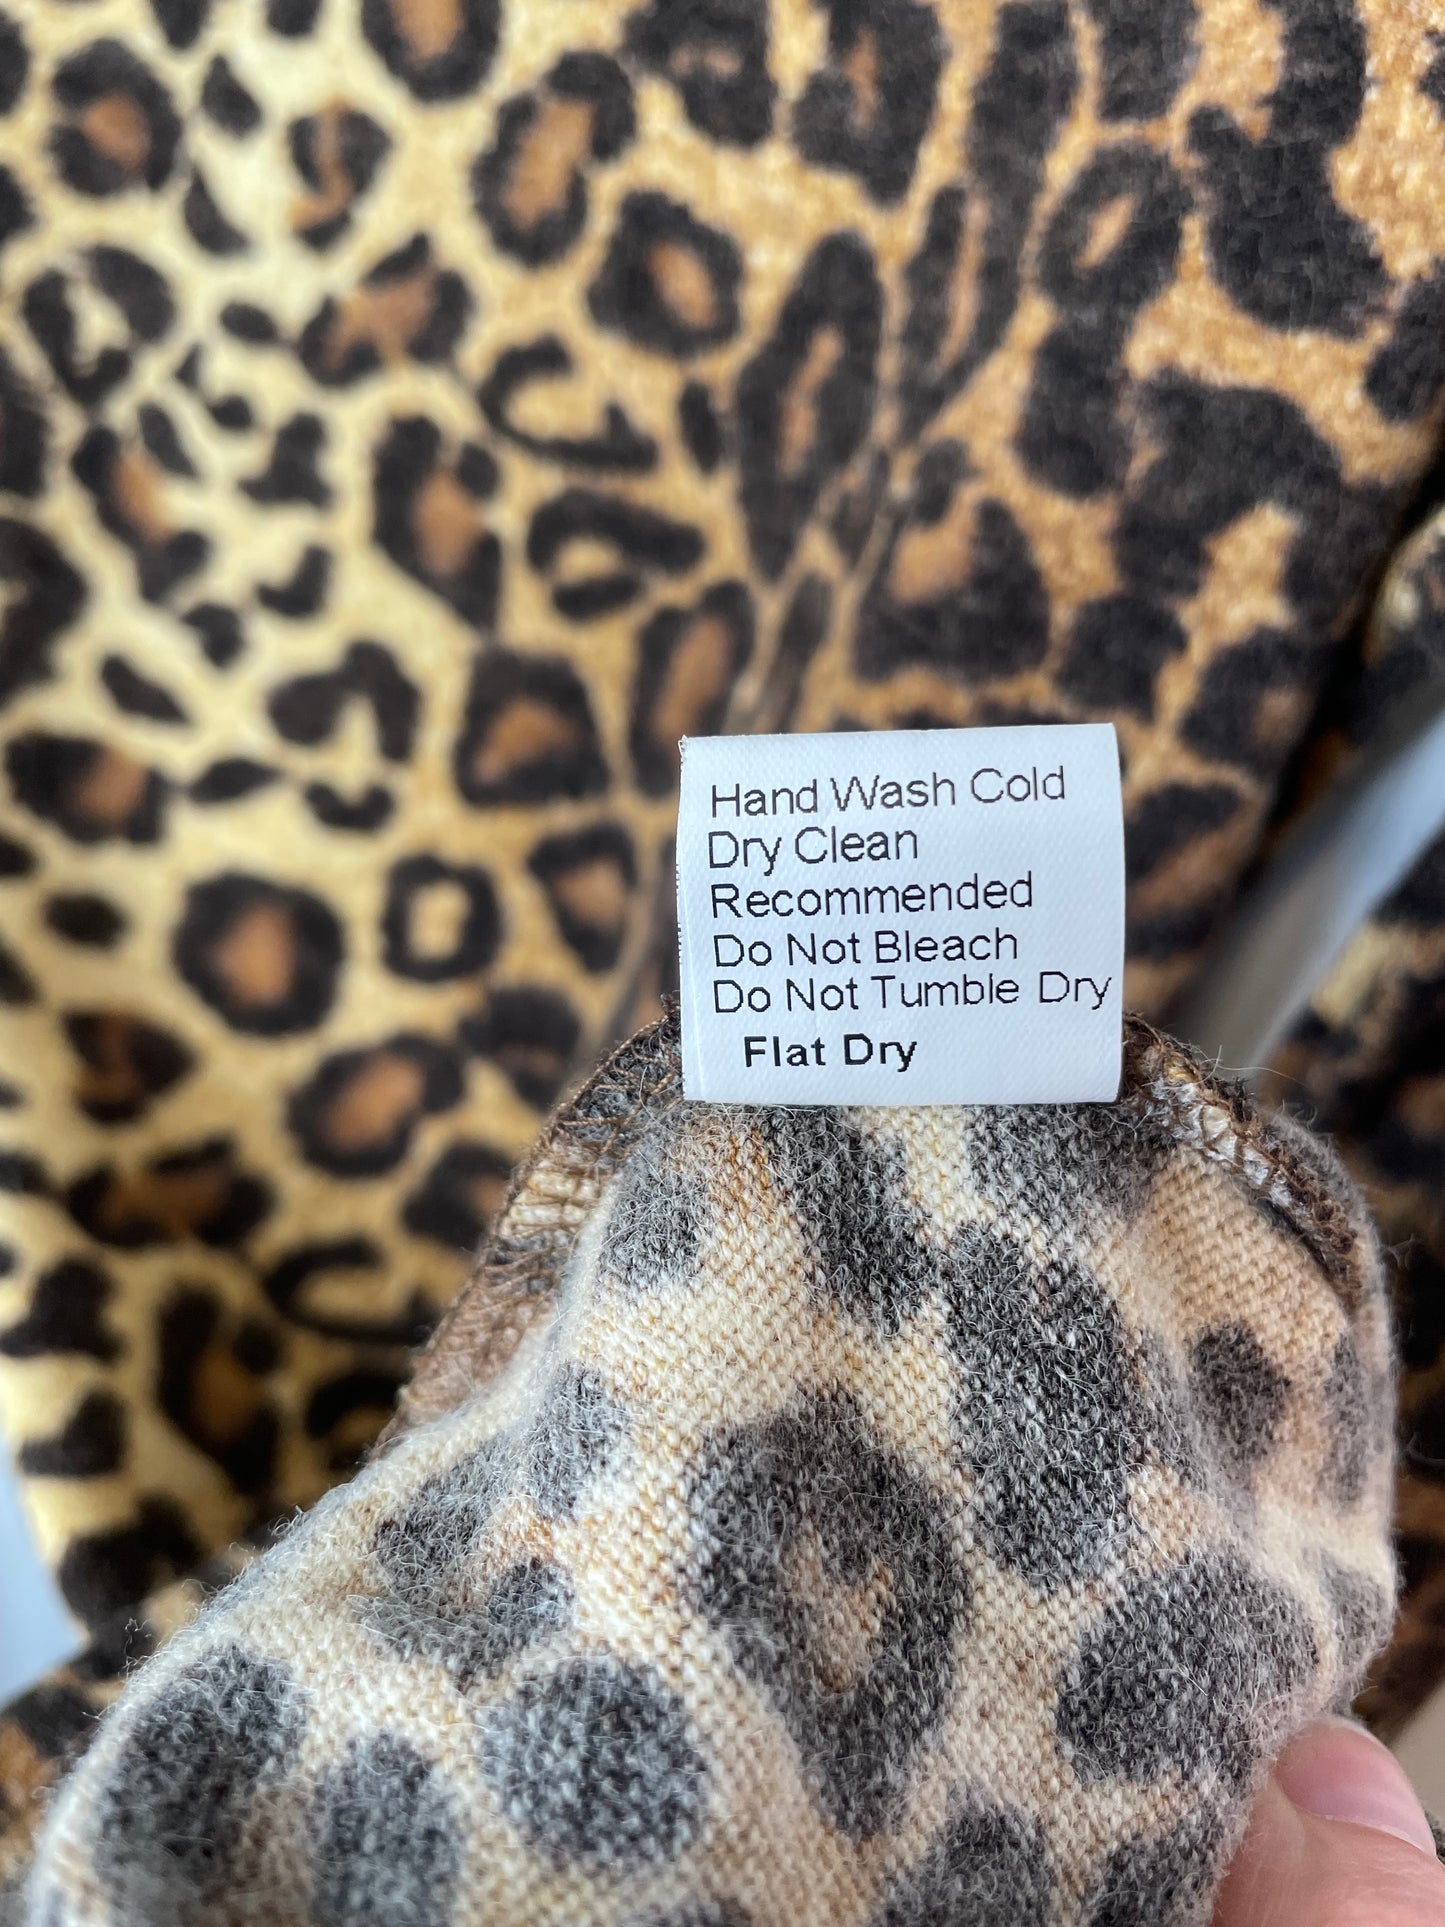 Hand Wash Cold
Dry Clean
Recommended
Do Not Bleach
Do Not Tumble Dry
Flat Dry